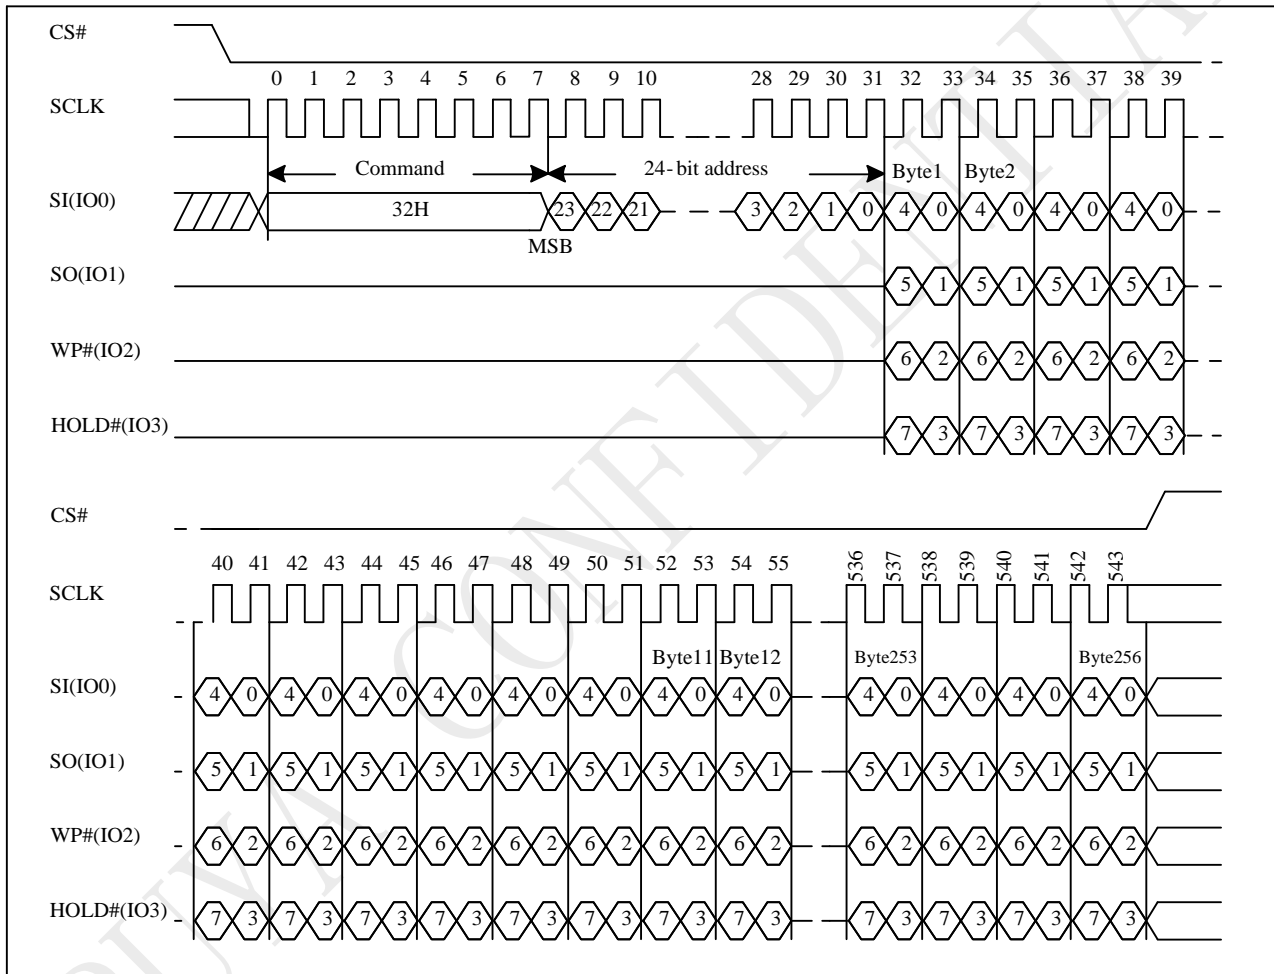 CS#
0 1 2 3 4 5 6 7 8 9 10 28 29 30 31 32 33 34 35 36 37 38 39
SCLK
Command 24-bit address Byte1 Byte2
SI(IO0) 32H 23 22 21 3 2 1 0 4 0 4 0 4 0 4 0
MSB
SO(IO1) 5 1 5 1 5 1 5 1
WP#(IO2) 6 2 6 2 6 2 6 2
HOLD#(IO3) 7 3 7 3 7 3 7 3
CS#
40 41 42 43 44 45 46 47 48 49 50 51 52 53 54 55 536 537 538 539 540 541 542 543
SCLK
Byte11 Byte12 Byte253 Byte256
SI(IO0) 4 0 4 0 4 0 4 0 4 0 4 0 4 0 4 0 4 0 4 0 4 0 4 0
SO(IO1) 5 1 5 1 5 1 5 1 5 1 5 1 5 1 5 1 5 1 5 1 5 1 5 1
WP#(IO2) 6 2 6 2 6 2 6 2 6 2 6 2 6 2 6 2 6 2 6 2 6 2 6 2
HOLD#(IO3) 7 3 7 3 7 3 7 3 7 3 7 3 7 3 7 3 7 3 7 3 7 3 7 3